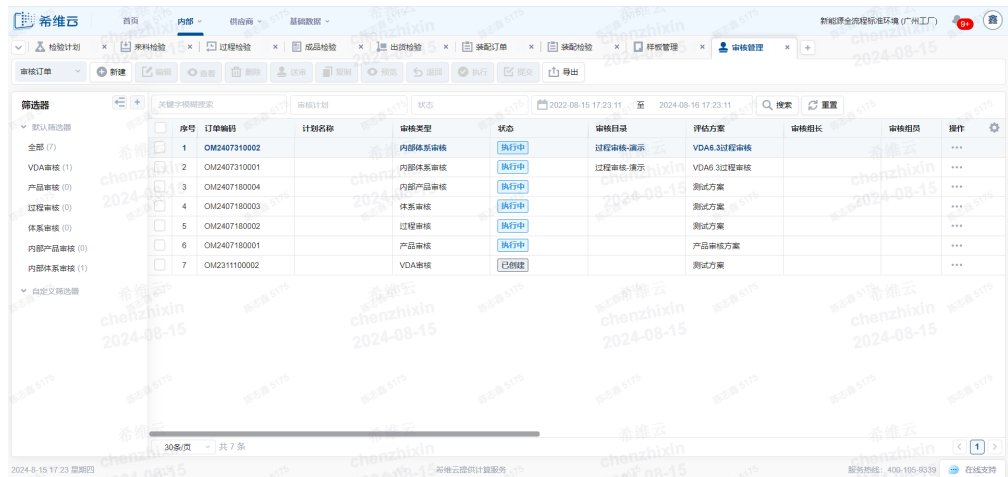 希维云 首页 内部 供应商 基础数据 新能源全流程标准环境 (广州工厂) 9+ 鑫
检验计划 × 来料检验 × 过程检验 × 成品检验 × 出货检验 × 装配订单 × 装配检验 × 样板管理 × 审核管理 × +
审核订单 新建 编辑 查看 删除 送审 复制 预览 退回 执行 提交 导出
筛选器 + 关键字模糊搜索 审核计划 状态 2022-08-15 17:23:11 至 2024-08-16 17:23:11 搜索 重置
默认筛选器
序号 订单编码 计划名称 审核类型 状态 审核目录 评估方案 审核组长 审核组员 操作
全部 (7)
1 OM2407310002 内部体系审核 执行中 过程审核-演示 VDA6.3过程审核 •••
VDA审核 (1)
2 OM2407310001 内部体系审核 执行中 过程审核-演示 VDA6.3过程审核 •••
产品审核 (0)
3 OM2407180004 内部产品审核 执行中 测试方案 •••
过程审核 (0)
4 OM2407180003 体系审核 执行中 测试方案 •••
体系审核 (0)
5 OM2407180002 过程审核 执行中 测试方案 •••
内部产品审核 (0)
6 OM2407180001 产品审核 执行中 产品审核方案 •••
内部体系审核 (1)
7 OM2311100002 VDA审核 已创建 测试方案 •••
自定义筛选器
希维云
chenzhixin
2024-08-15
30条/页 共 7 条 < 1 >
2024-8-15 17:23 星期四 希维云提供计算服务 服务热线: 400-105-9339 在线支持